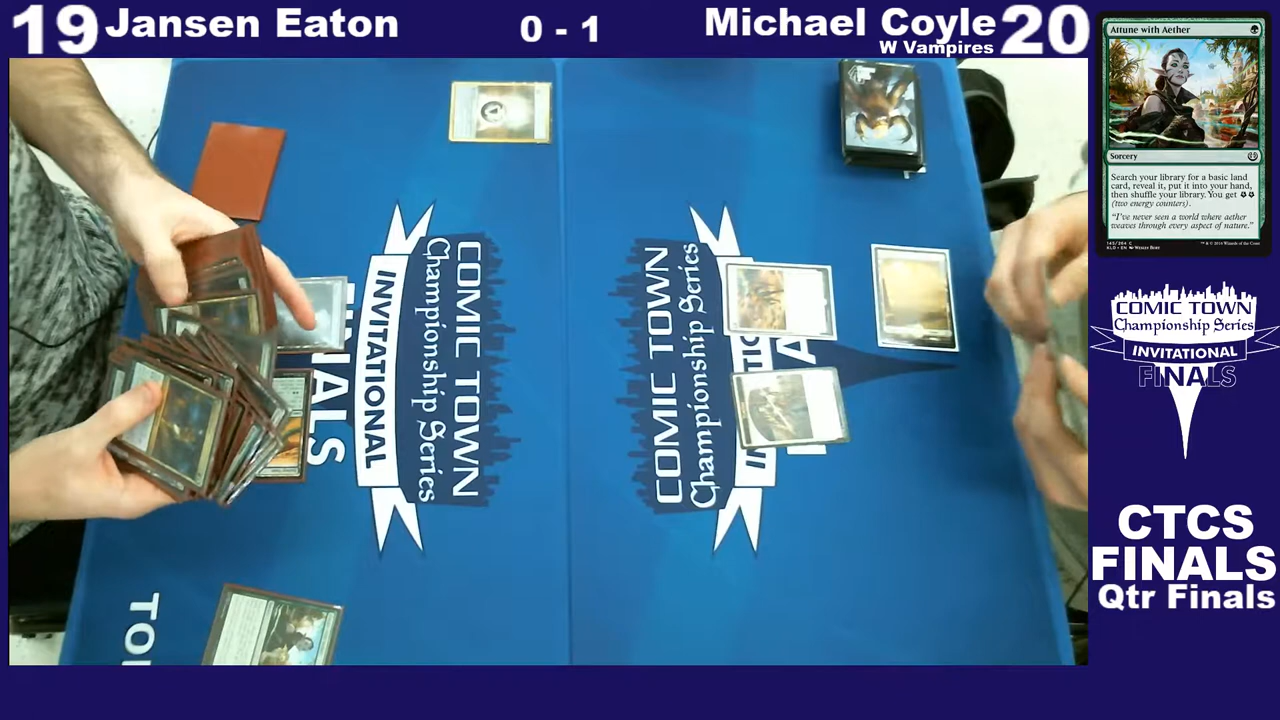 19 Jansen Eaton
0 - 1
Michael Coyle 20
W Vampires
Attune with Aether
Sorcery
Search your library for a basic land
card, reveal it, put it into your hand,
then shuffle your library. You get
(two energy counters).
"I've never seen a world where aether
weaves through every aspect of nature."
COMIC TOWN
Championship Series
INVITATIONAL
FINALS
CTCS
FINALS
Qtr Finals
COMIC TOWN
Championship Series
INVITATIONAL
NALS
COMIC TOWN
Championship Series
TO